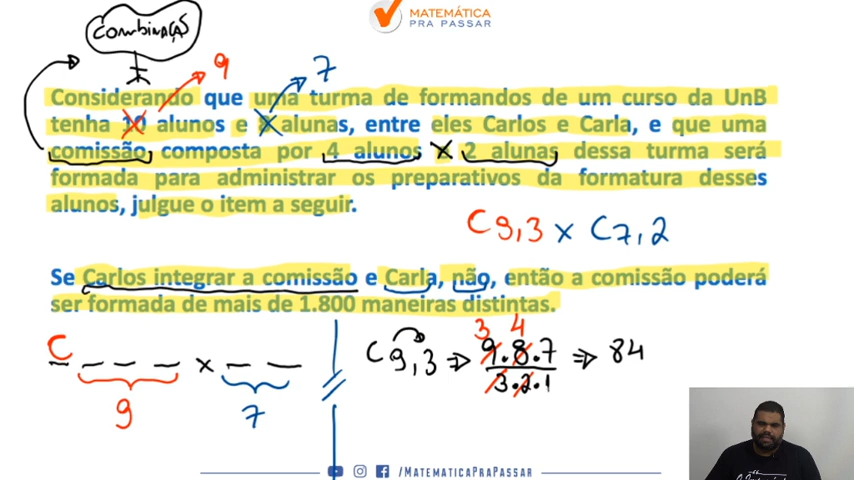 MATEMÁTICA
PRA PASSAR
COMBINAÇÃO
9
7
Considerando que uma turma de formandos de um curso da UnB
tenha 10 alunos e 8 alunas, entre eles Carlos e Carla, e que uma
comissão composta por 4 alunos e 2 alunas dessa turma será
formada para administrar os preparativos da formatura desses
alunos, julgue o item a seguir.
C9,3 x C7,2
Se Carlos integrar a comissão e Carla, não, então a comissão poderá
ser formada de mais de 1.800 maneiras distintas.
C _ _ _ x _ _
9 7
3 4
C9,3 ⇒ 9.8.7 ⇒ 84
3.2.1
/MATEMATICAPRAPASSAR